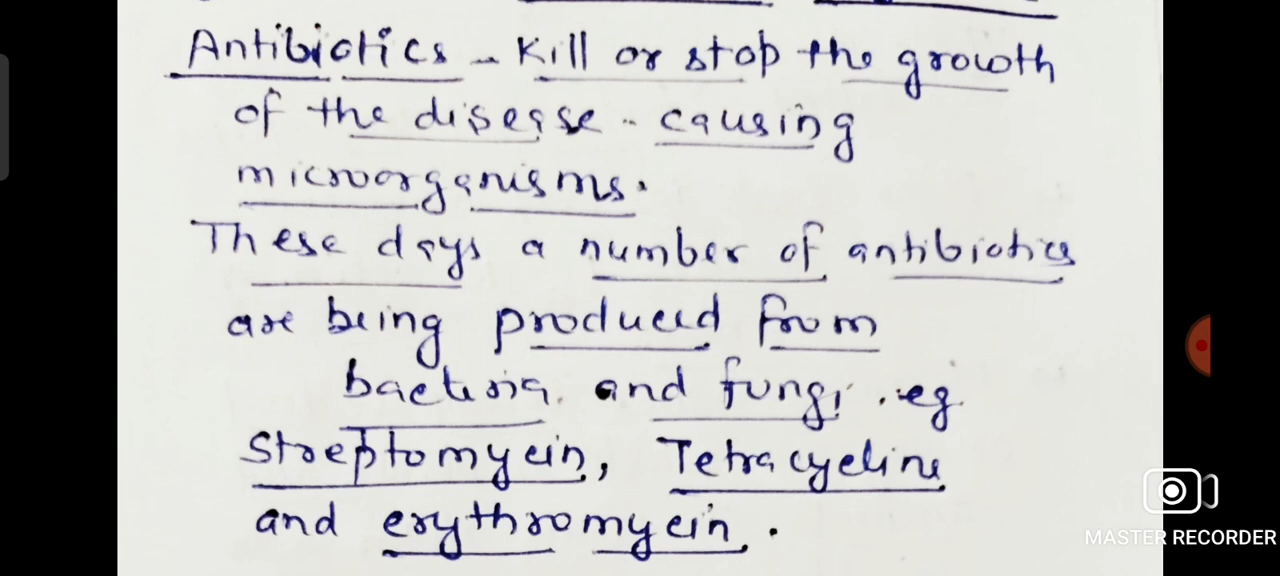 Antibiotics - Kill or stop the growth
of the disease - causing
microorganisms.
These days a number of antibiotics
are being produced from
bacteria and fungi . eg.
Streptomycin, Tetracycline
and erythromycin .
MASTER RECORDER